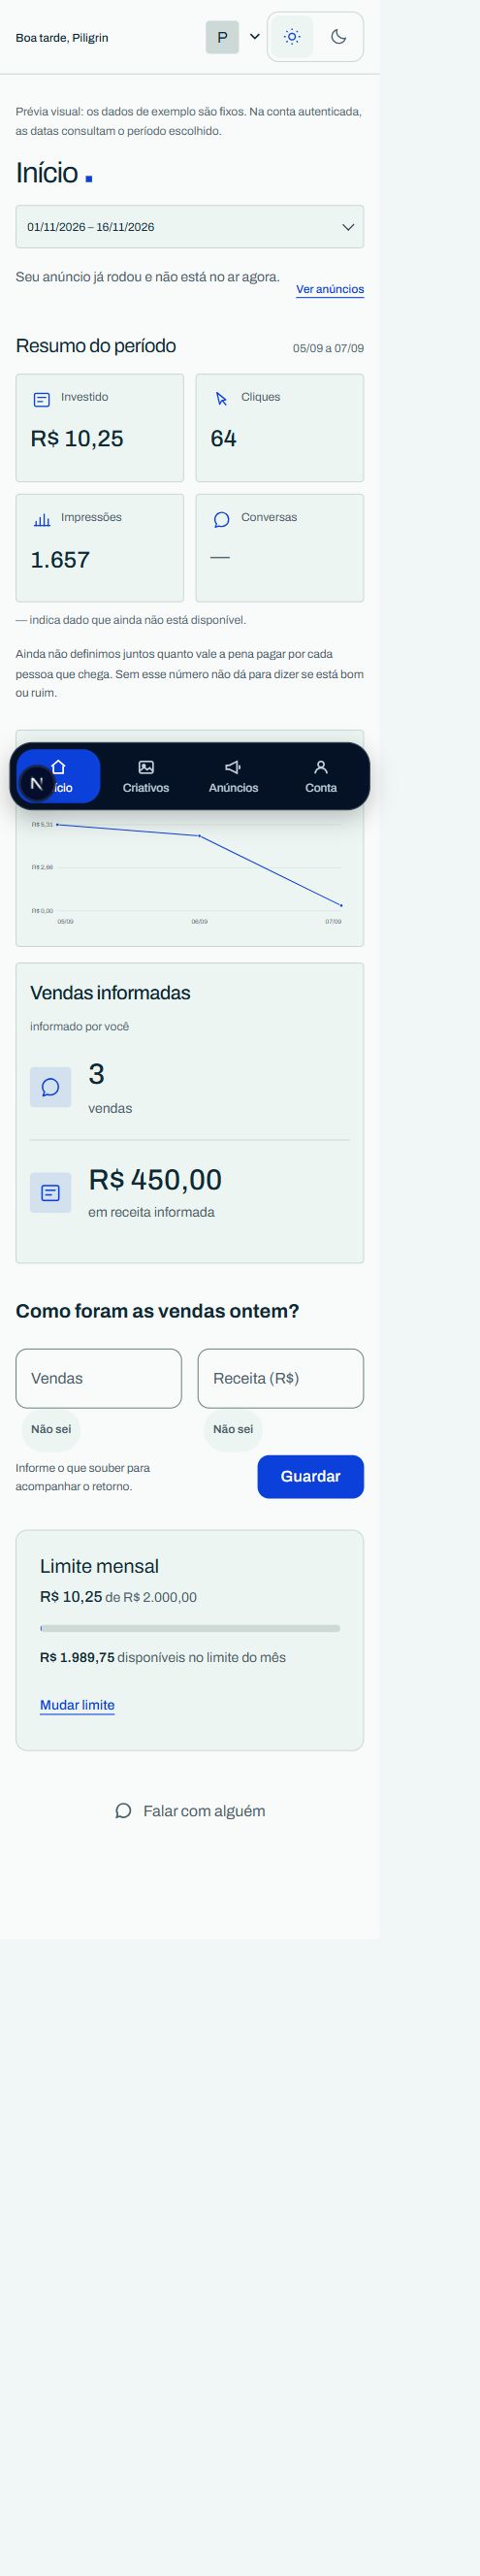 Boa tarde, Piligrin
P
Prévia visual: os dados de exemplo são fixos. Na conta autenticada,
as datas consultam o período escolhido.
Início
01/11/2026 – 16/11/2026
Seu anúncio já rodou e não está no ar agora.
Ver anúncios
Resumo do período
05/09 a 07/09
Investido
R$ 10,25
Cliques
64
Impressões
1.657
Conversas
—
— indica dado que ainda não está disponível.
Ainda não definimos juntos quanto vale a pena pagar por cada
pessoa que chega. Sem esse número não dá para dizer se está bom
ou ruim.
N
ício
Criativos
Anúncios
Conta
R$ 5,31
R$ 2,66
R$ 0,00
05/09
06/09
07/09
Vendas informadas
informado por você
3
vendas
R$ 450,00
em receita informada
Como foram as vendas ontem?
Vendas
Receita (R$)
Não sei
Não sei
Informe o que souber para
acompanhar o retorno.
Guardar
Limite mensal
R$ 10,25 de R$ 2.000,00
R$ 1.989,75 disponíveis no limite do mês
Mudar limite
Falar com alguém